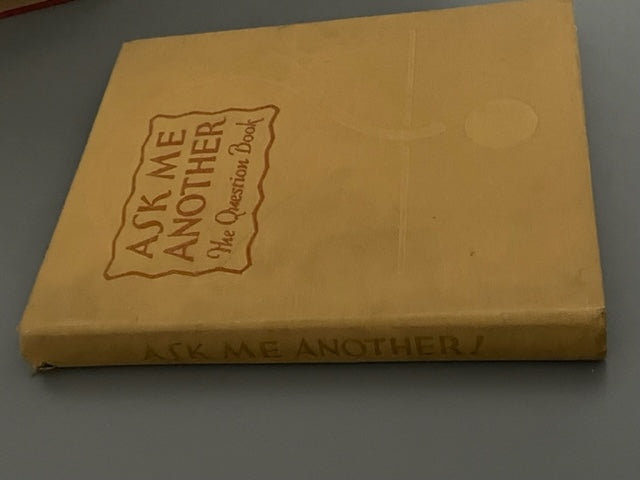 ASK ME
ANOTHER
The Question Book
ASK ME ANOTHER!